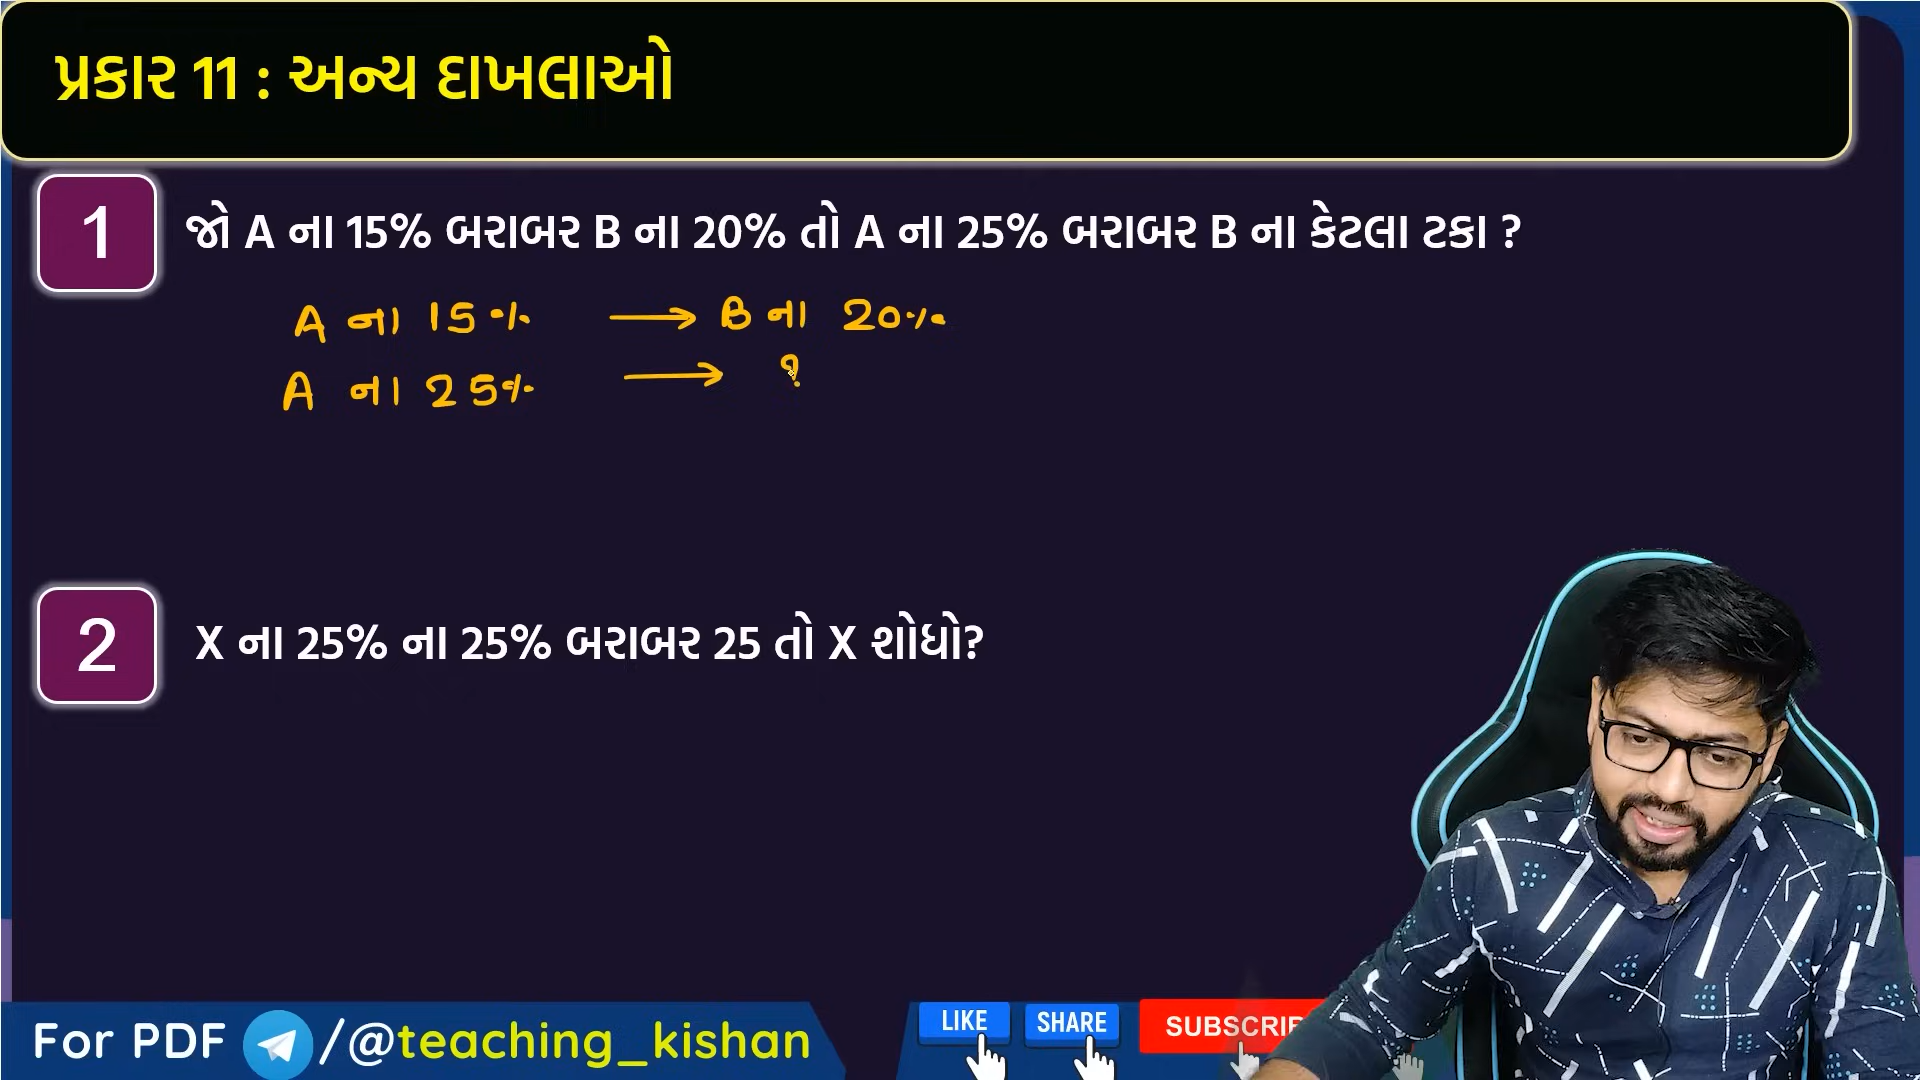 પ્રકાર 11 : અન્ય દાખલાઓ
1
જો A ના 15% બરાબર B ના 20% તો A ના 25% બરાબર B ના કેટલા ટકા ?
A ના 15% → B ના 20%
A ના 25% → ?
2
X ના 25% ના 25% બરાબર 25 તો X શોધો?
For PDF /@teaching_kishan
LIKE SHARE